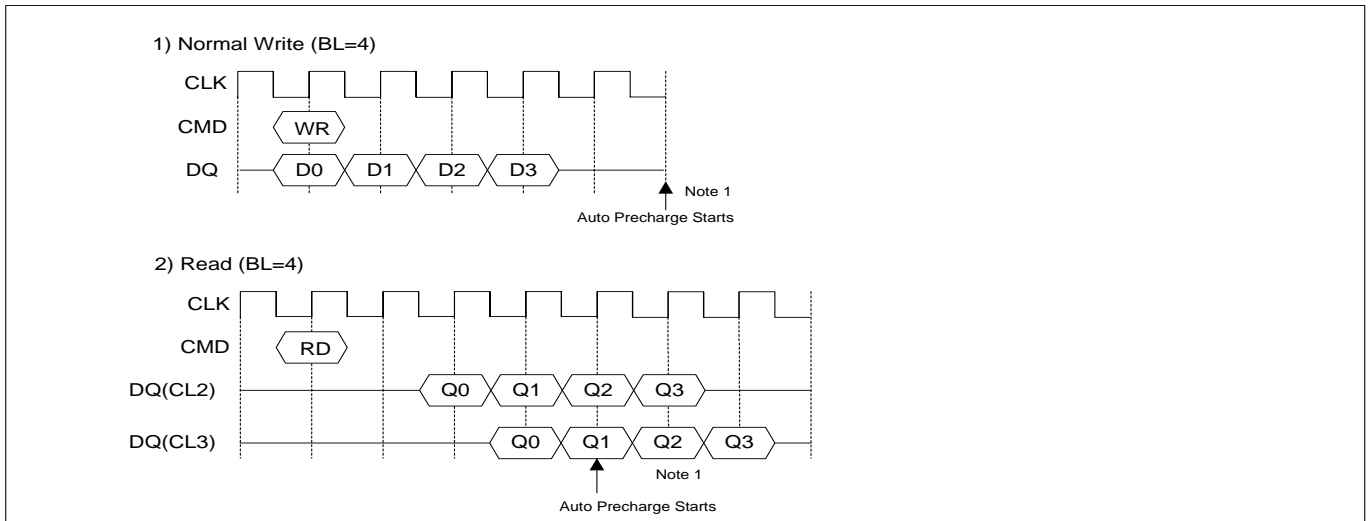 1) Normal Write (BL=4)
CLK
CMD WR
DQ D0 D1 D2 D3
Note 1
Auto Precharge Starts
2) Read (BL=4)
CLK
CMD RD
DQ(CL2) Q0 Q1 Q2 Q3
DQ(CL3) Q0 Q1 Q2 Q3
Note 1
Auto Precharge Starts